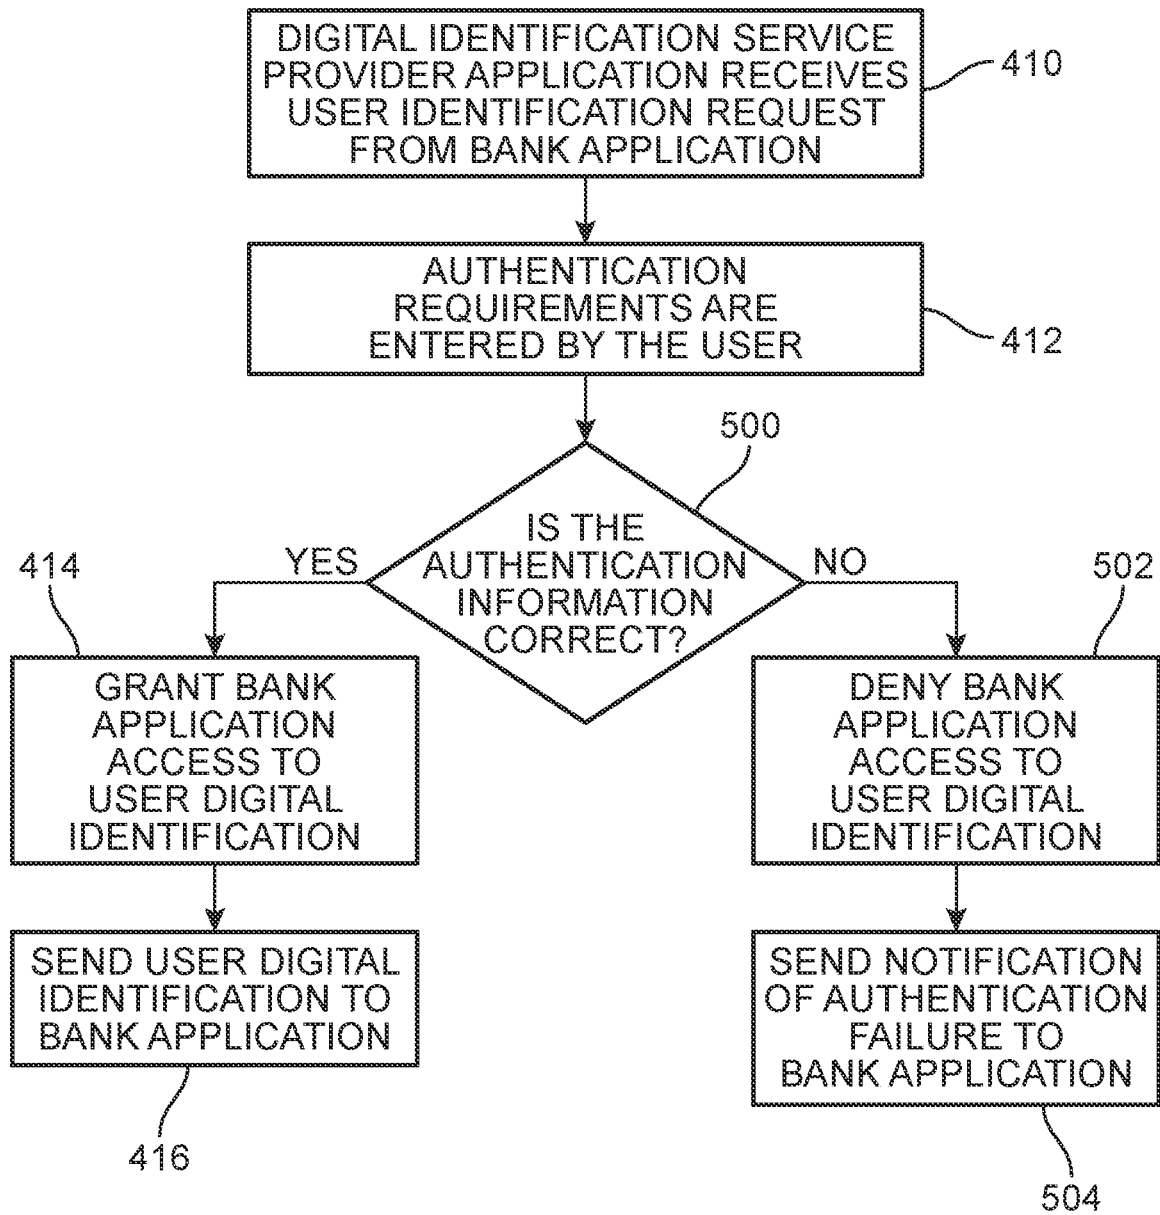 DIGITAL IDENTIFICATION SERVICE
PROVIDER APPLICATION RECEIVES
USER IDENTIFICATION REQUEST
FROM BANK APPLICATION
410
AUTHENTICATION
REQUIREMENTS ARE
ENTERED BY THE USER
412
500
IS THE
AUTHENTICATION
INFORMATION
CORRECT?
YES
NO
414
GRANT BANK
APPLICATION
ACCESS TO
USER DIGITAL
IDENTIFICATION
502
DENY BANK
APPLICATION
ACCESS TO
USER DIGITAL
IDENTIFICATION
SEND USER DIGITAL
IDENTIFICATION TO
BANK APPLICATION
416
SEND NOTIFICATION
OF AUTHENTICATION
FAILURE TO
BANK APPLICATION
504